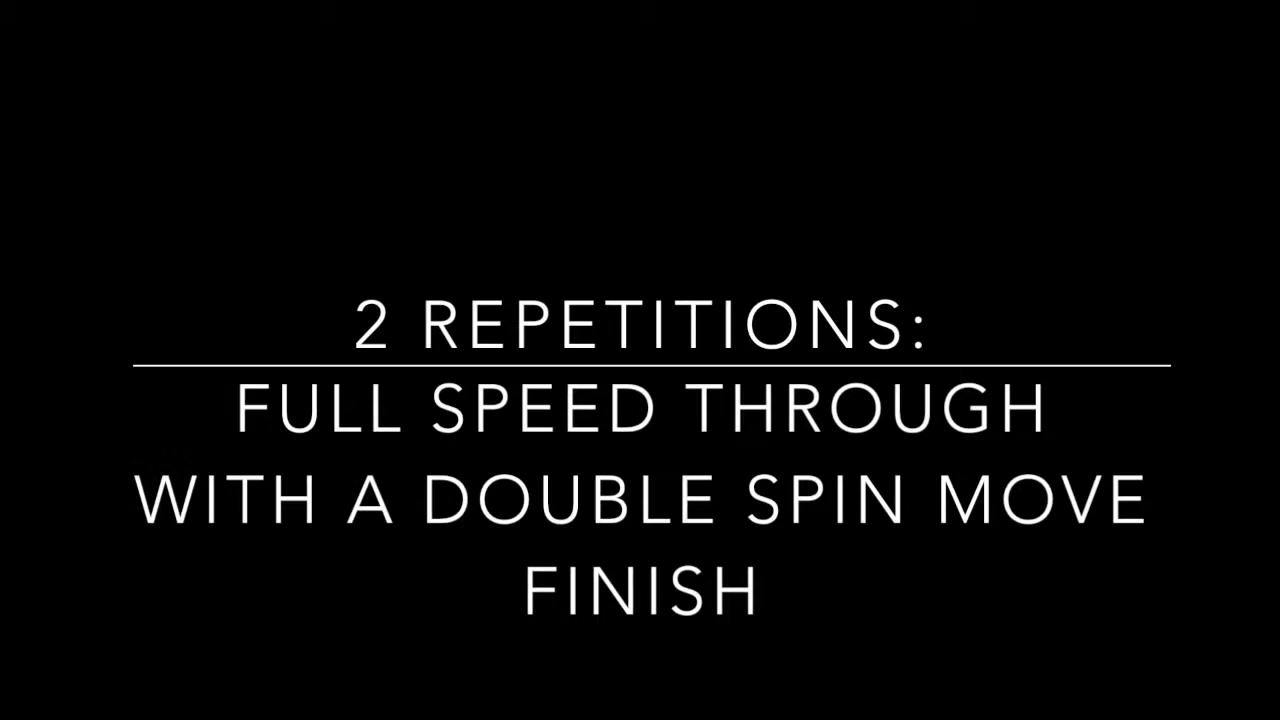 2 REPETITIONS:
FULL SPEED THROUGH
WITH A DOUBLE SPIN MOVE
FINISH